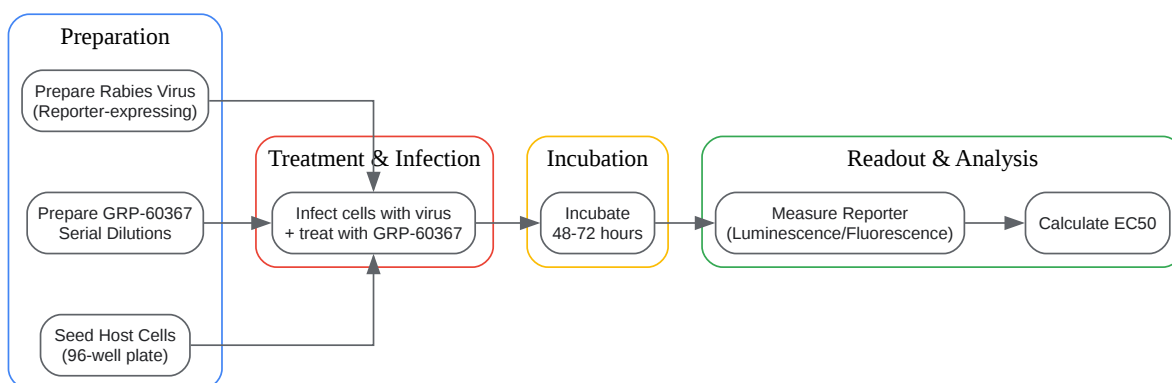 Preparation
Prepare Rabies Virus
(Reporter-expressing)
Prepare GRP-60367
Serial Dilutions
Seed Host Cells
(96-well plate)
Treatment & Infection
Infect cells with virus
+ treat with GRP-60367
Incubation
Incubate
48-72 hours
Readout & Analysis
Measure Reporter
(Luminescence/Fluorescence)
Calculate EC50